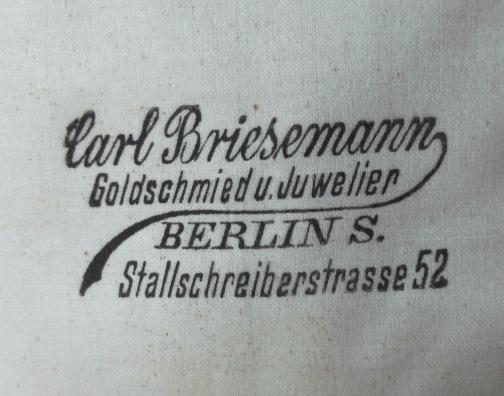 Carl Briesemann
Goldschmied u. Juwelier
BERLIN S.
Stallschreiberstrasse 52